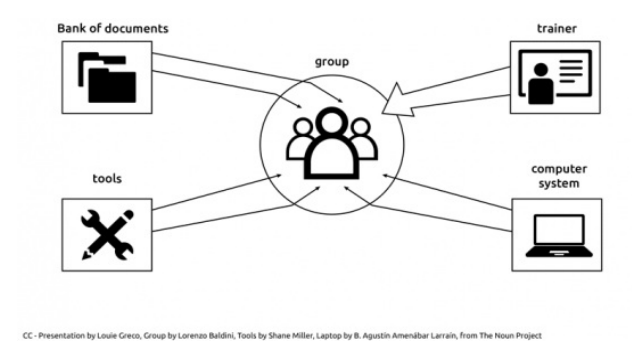 Bank of documents
trainer
group
tools
computer
system
CC - Presentation by Louie Greco, Group by Lorenzo Baldini, Tools by Shane Miller, Laptop by B. Agustín Amenábar Larraín, from The Noun Project